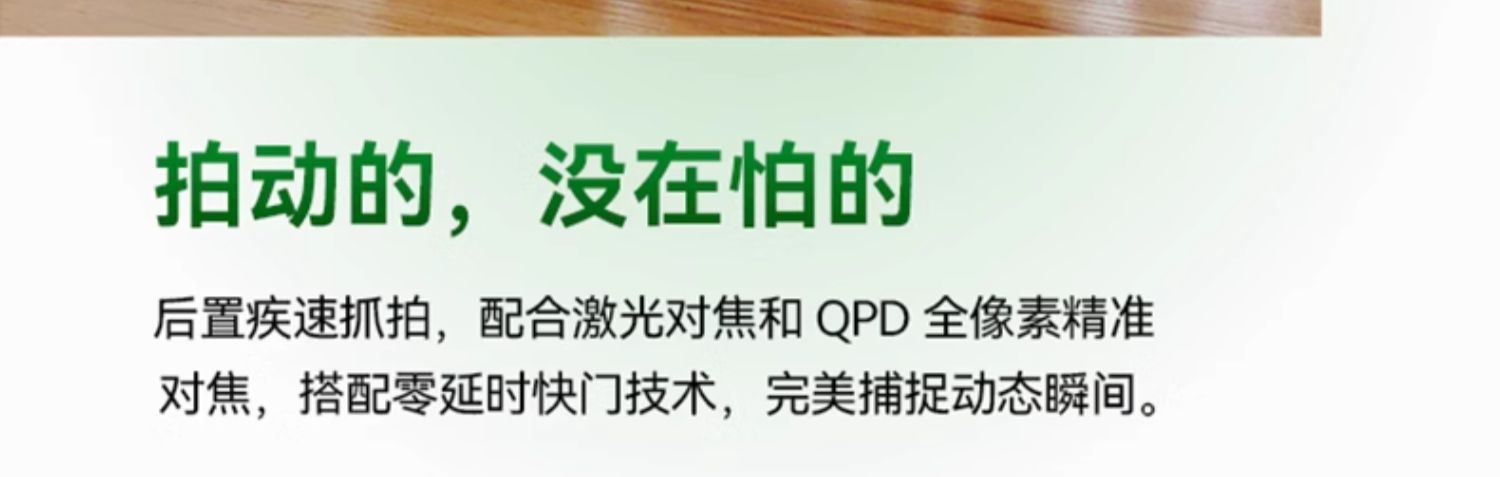 拍动的，没在怕的
后置疾速抓拍，配合激光对焦和 QPD 全像素精准
对焦，搭配零延时快门技术，完美捕捉动态瞬间。